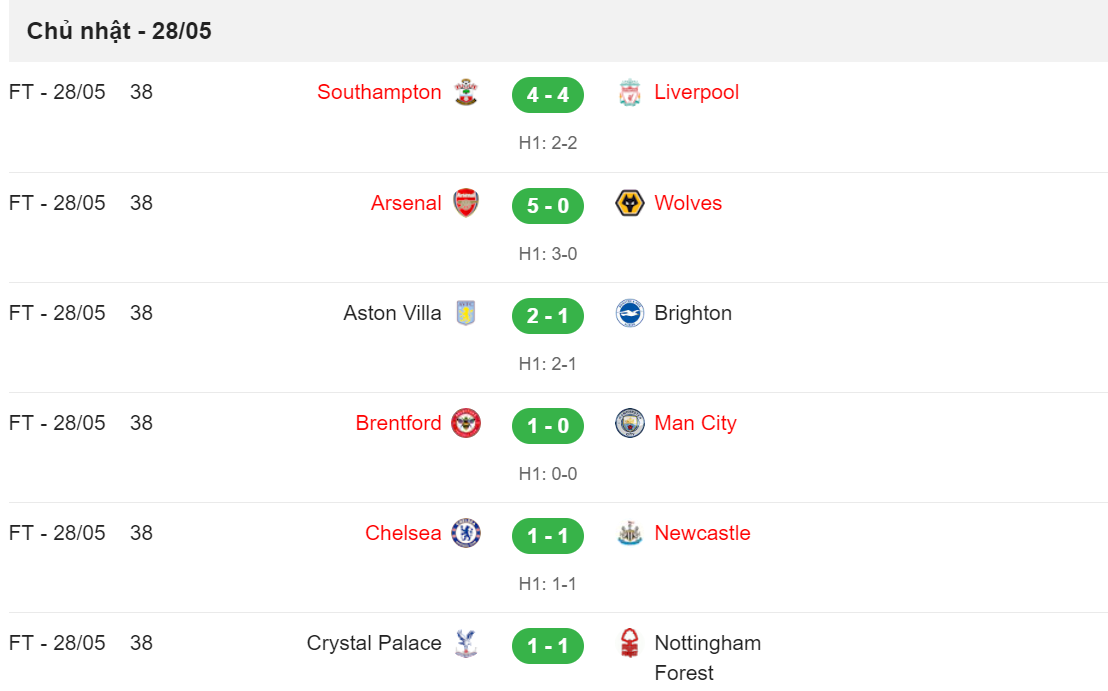 Chủ nhật - 28/05
FT - 28/05 38 Southampton 4 - 4 Liverpool
H1: 2-2
FT - 28/05 38 Arsenal 5 - 0 Wolves
H1: 3-0
FT - 28/05 38 Aston Villa 2 - 1 Brighton
H1: 2-1
FT - 28/05 38 Brentford 1 - 0 Man City
H1: 0-0
FT - 28/05 38 Chelsea 1 - 1 Newcastle
H1: 1-1
FT - 28/05 38 Crystal Palace 1 - 1 Nottingham
Forest